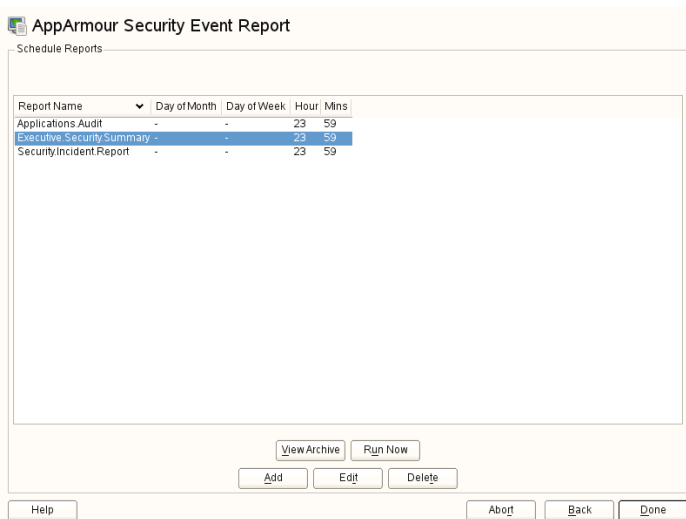 AppArmour Security Event Report
Schedule Reports
Report Name Day of Month Day of Week Hour Mins
Applications.Audit - - 23 59
Executive.Security.Summary - - 23 59
Security.Incident.Report - - 23 59
View Archive Run Now
Add Edit Delete
Help Abort Back Done